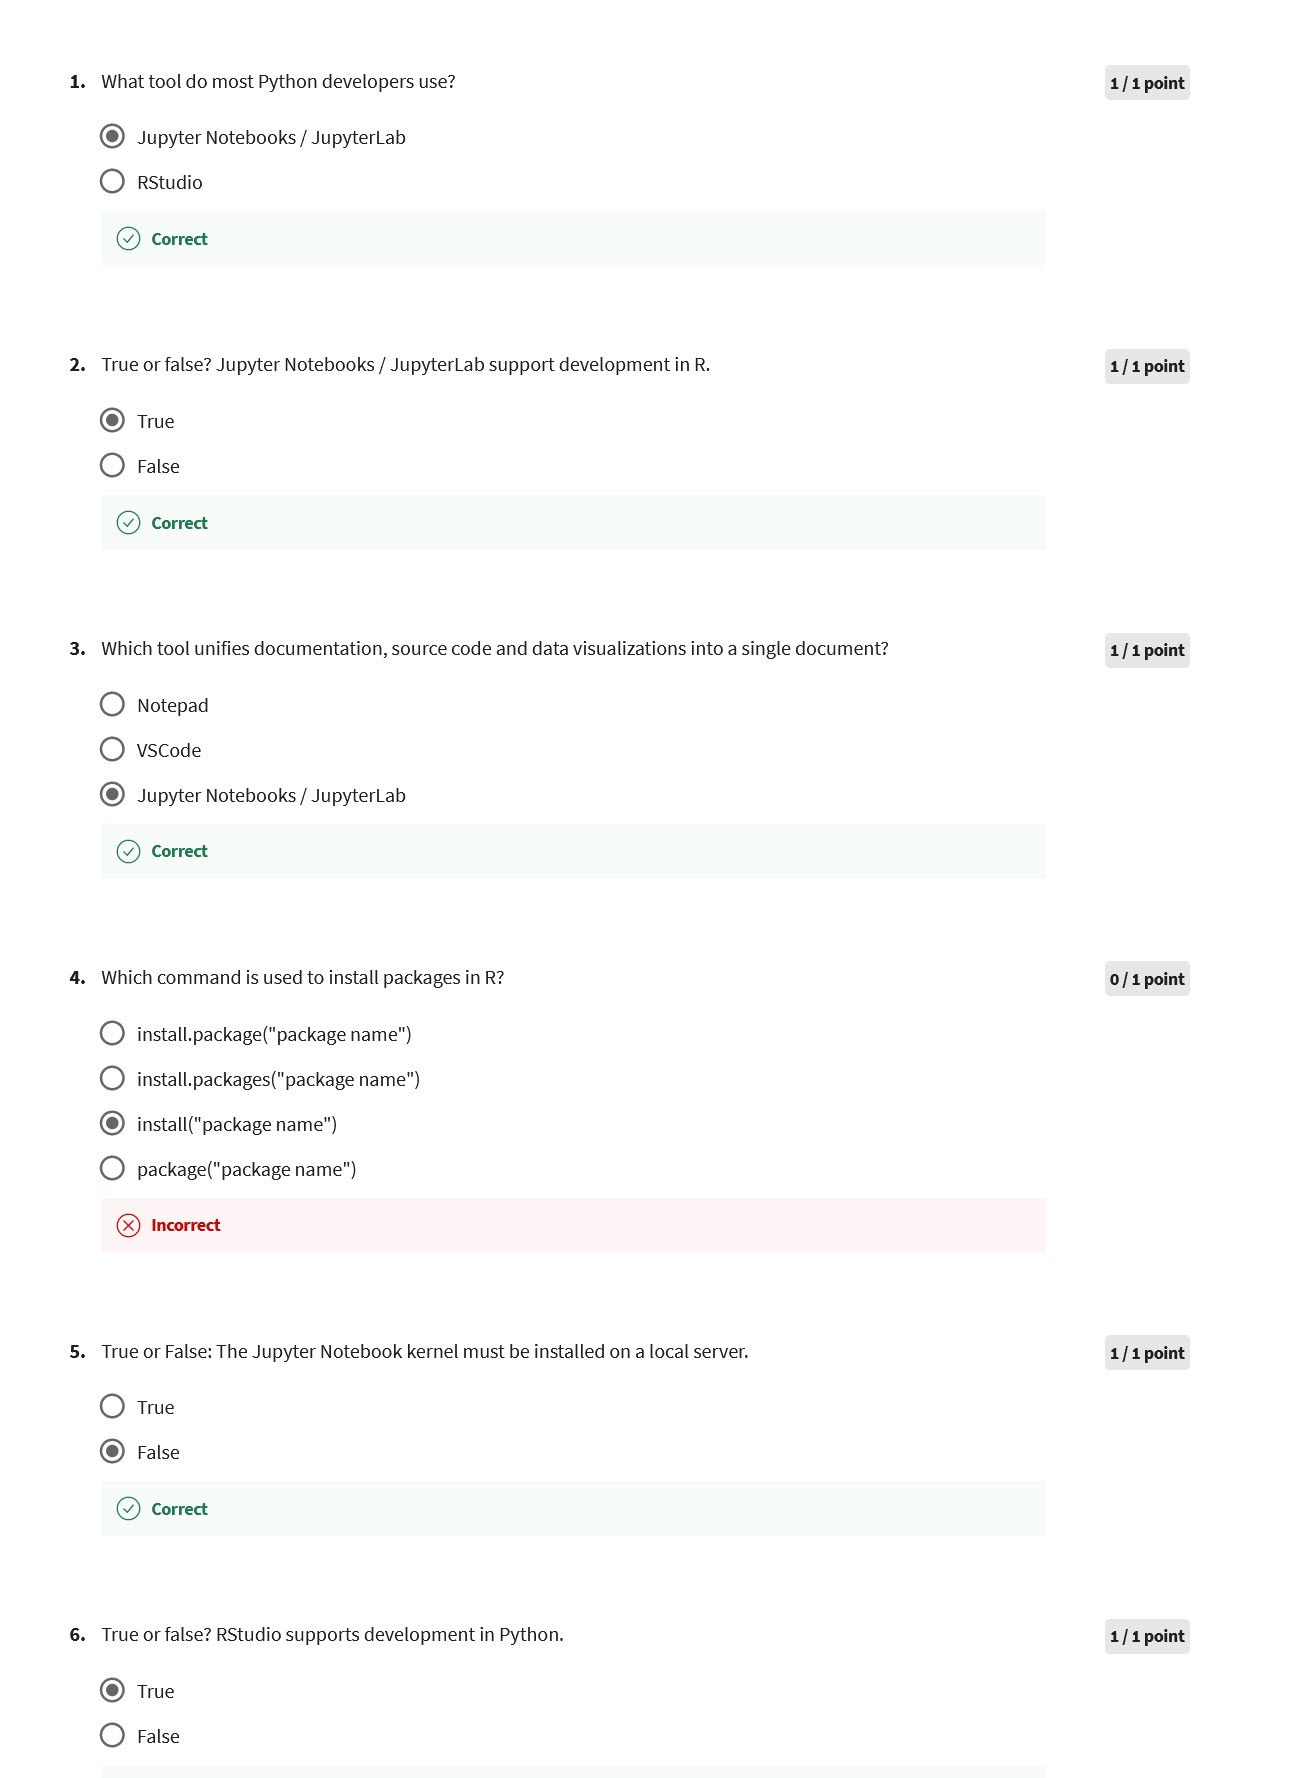 1. What tool do most Python developers use? 1 / 1 point
Jupyter Notebooks / JupyterLab
RStudio
Correct
2. True or false? Jupyter Notebooks / JupyterLab support development in R. 1 / 1 point
True
False
Correct
3. Which tool unifies documentation, source code and data visualizations into a single document? 1 / 1 point
Notepad
VSCode
Jupyter Notebooks / JupyterLab
Correct
4. Which command is used to install packages in R? 0 / 1 point
install.package("package name")
install.packages("package name")
install("package name")
package("package name")
Incorrect
5. True or False: The Jupyter Notebook kernel must be installed on a local server. 1 / 1 point
True
False
Correct
6. True or false? RStudio supports development in Python. 1 / 1 point
True
False